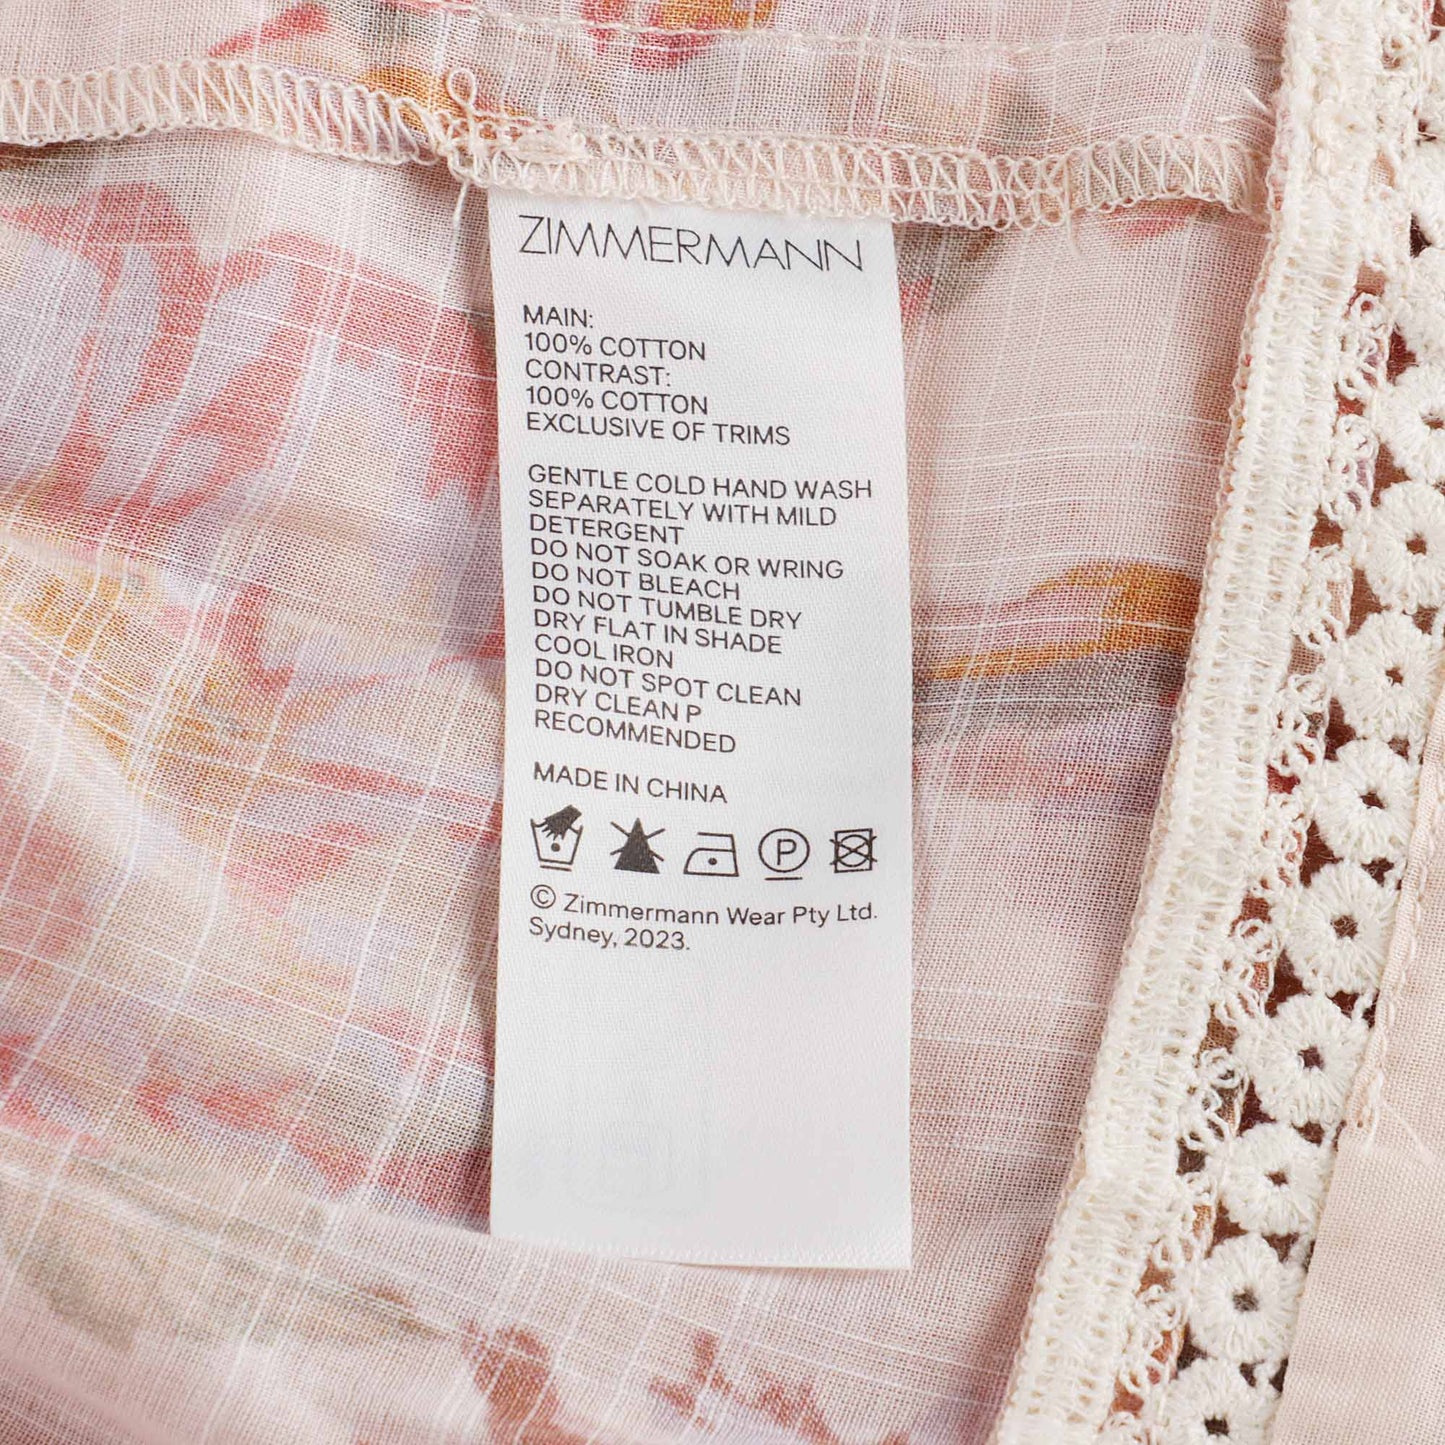 ZIMMERMANN
MAIN:
100% COTTON
CONTRAST:
100% COTTON
EXCLUSIVE OF TRIMS
GENTLE COLD HAND WASH
SEPARATELY WITH MILD
DETERGENT
DO NOT SOAK OR WRING
DO NOT BLEACH
DO NOT TUMBLE DRY
DRY FLAT IN SHADE
COOL IRON
DO NOT SPOT CLEAN
DRY CLEAN P
RECOMMENDED
MADE IN CHINA
P
© Zimmermann Wear Pty Ltd.
Sydney, 2023.